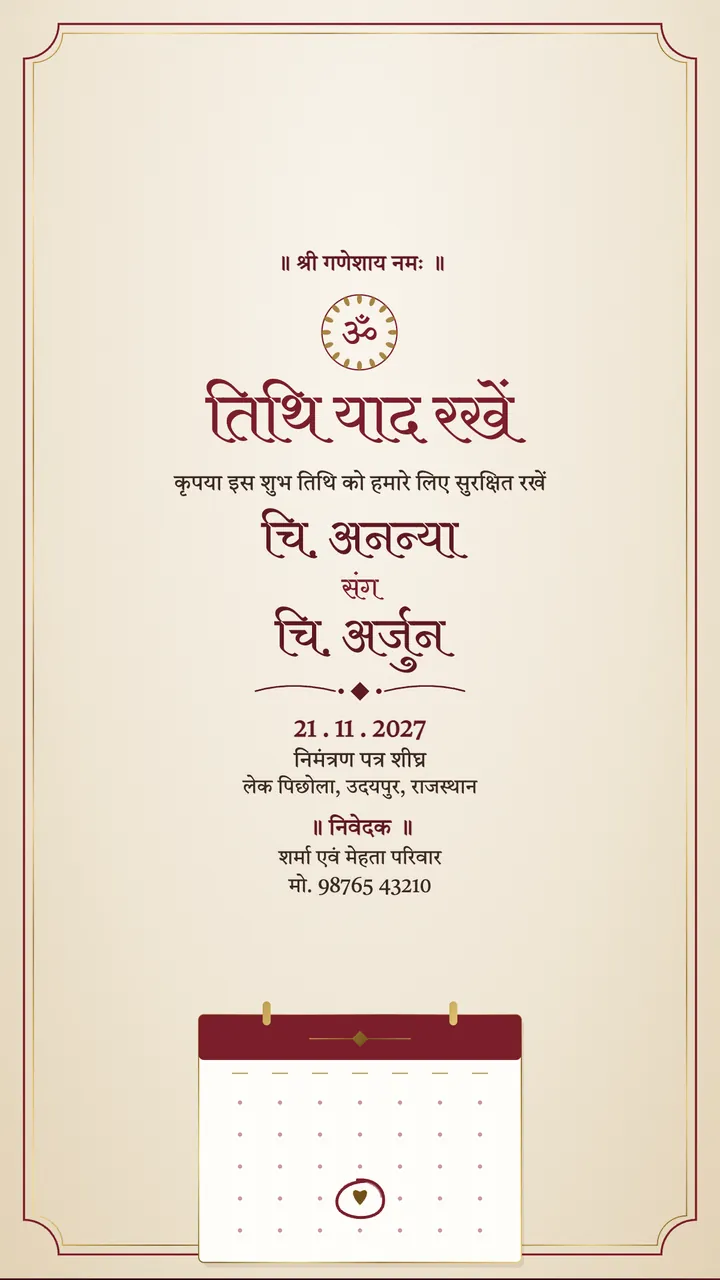 ॥ श्री गणेशाय नमः ॥
ॐ
तिथि याद रखें
कृपया इस शुभ तिथि को हमारे लिए सुरक्षित रखें
चि. अनन्या
संग
चि. अर्जुन
21 . 11 . 2027
निमंत्रण पत्र शीघ्र
लेक पिछोला, उदयपुर, राजस्थान
॥ निवेदक ॥
शर्मा एवं मेहता परिवार
मो. 98765 43210